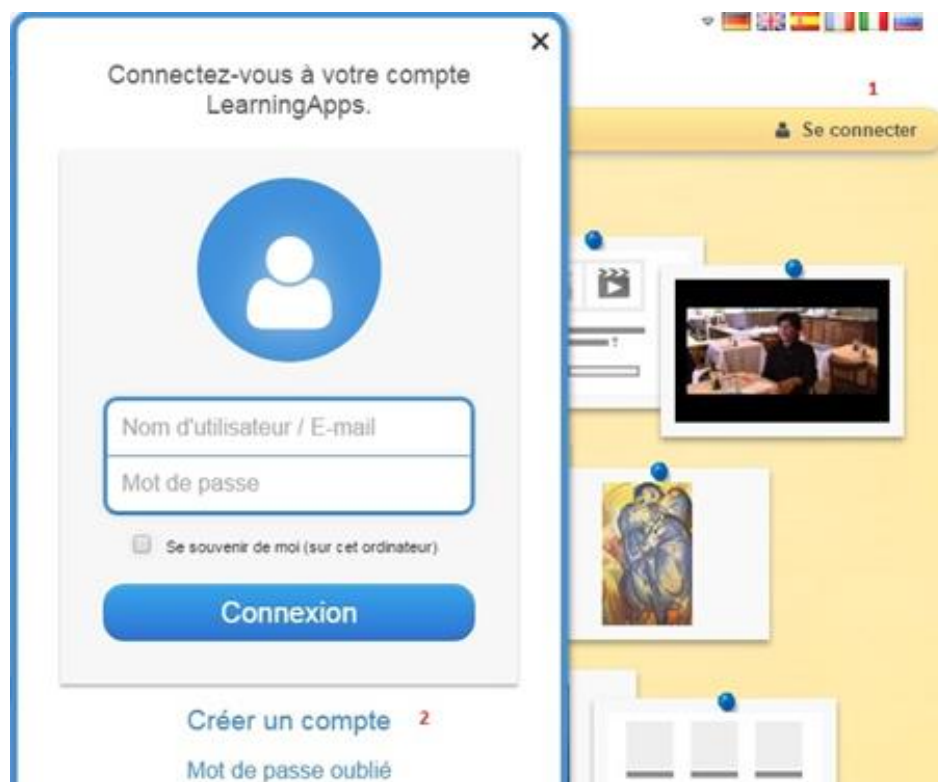 Connectez-vous à votre compte
LearningApps.
Nom d'utilisateur / E-mail
Mot de passe
Se souvenir de moi (sur cet ordinateur)
Connexion
Créer un compte 2
Mot de passe oublié
1
Se connecter
?